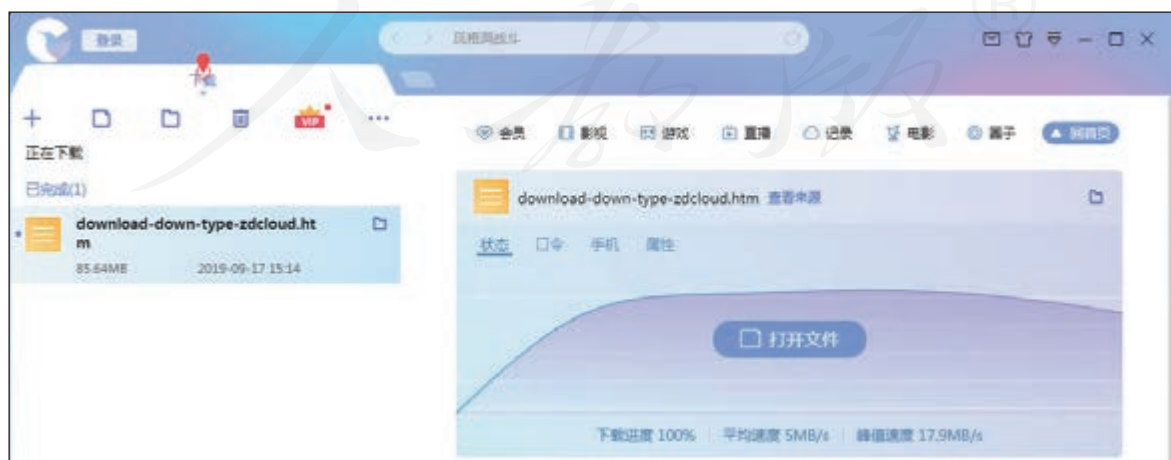 登录
下载
VIP
正在下载
已完成(1)
download-down-type-zdcloud.ht
m
85.64MB 2019-09-17 15:14
会员 影视 游戏 直播 记录 电影 圈子 回首页
download-down-type-zdcloud.htm 查看来源
状态 口令 手机 属性
打开文件
下载进度 100% 平均速度 5MB/s 峰值速度 17.9MB/s
人教版®